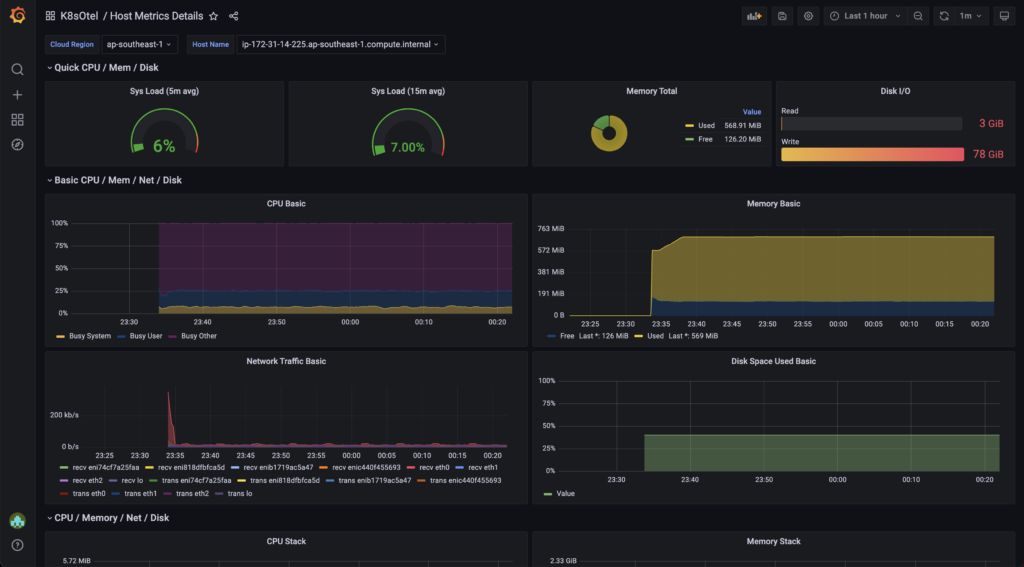 K8sOtel / Host Metrics Details
Last 1 hour
1m
Cloud Region ap-southeast-1 Host Name ip-172-31-14-225.ap-southeast-1.compute.internal
Quick CPU / Mem / Disk
Sys Load (5m avg)
6%
Sys Load (15m avg)
7.00%
Memory Total
Value
Used 568.91 MiB
Free 126.20 MiB
Disk I/O
Read
3 GiB
Write
78 GiB
Basic CPU / Mem / Net / Disk
CPU Basic
100%
75%
50%
25%
0%
23:30 23:40 23:50 00:00 00:10 00:20
Busy System Busy User Busy Other
Memory Basic
763 MiB
572 MiB
381 MiB
191 MiB
0 B
23:25 23:30 23:35 23:40 23:45 23:50 23:55 00:00 00:05 00:10 00:15 00:20
Free Last *: 126 MiB Used Last *: 569 MiB
Network Traffic Basic
200 kb/s
0 b/s
23:25 23:30 23:35 23:40 23:45 23:50 23:55 00:00 00:05 00:10 00:15 00:20
recv eni74cf7a25faa recv eni818dfbfca5d recv enib1719ac5a47 recv enic440f455693 recv eth0 recv eth1
recv eth2 recv lo trans eni74cf7a25faa trans eni818dfbfca5d trans enib1719ac5a47 trans enic440f455693
trans eth0 trans eth1 trans eth2 trans lo
Disk Space Used Basic
100%
75%
50%
25%
0%
23:30 23:40 23:50 00:00 00:10 00:20
Value
CPU / Memory / Net / Disk
CPU Stack
5.72 MiB
Memory Stack
2.33 GiB